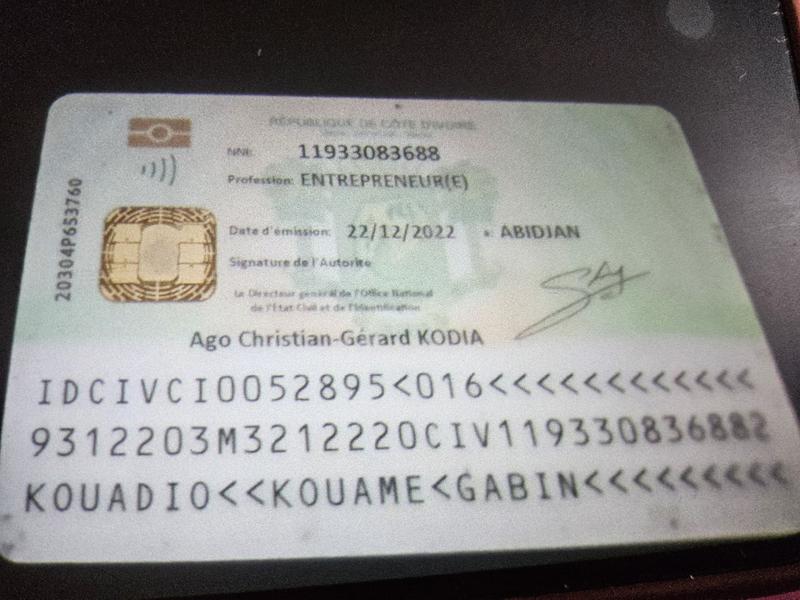 RÉPUBLIQUE DE CÔTE D'IVOIRE
NNI: 11933083688
Profession: ENTREPRENEUR(E)
20304P653760
Date d'émission: 22/12/2022 à ABIDJAN
Signature de l'Autorité
Le Directeur général de l'Office National
de l'État Civil et de l'Identification
Ago Christian-Gérard KODIA
IDCIVCI0052895<016<<<<<<<<<<<<
9312203M3212220CIV119330836882
KOUADIO<<KOUAME<GABIN<<<<<<<<<